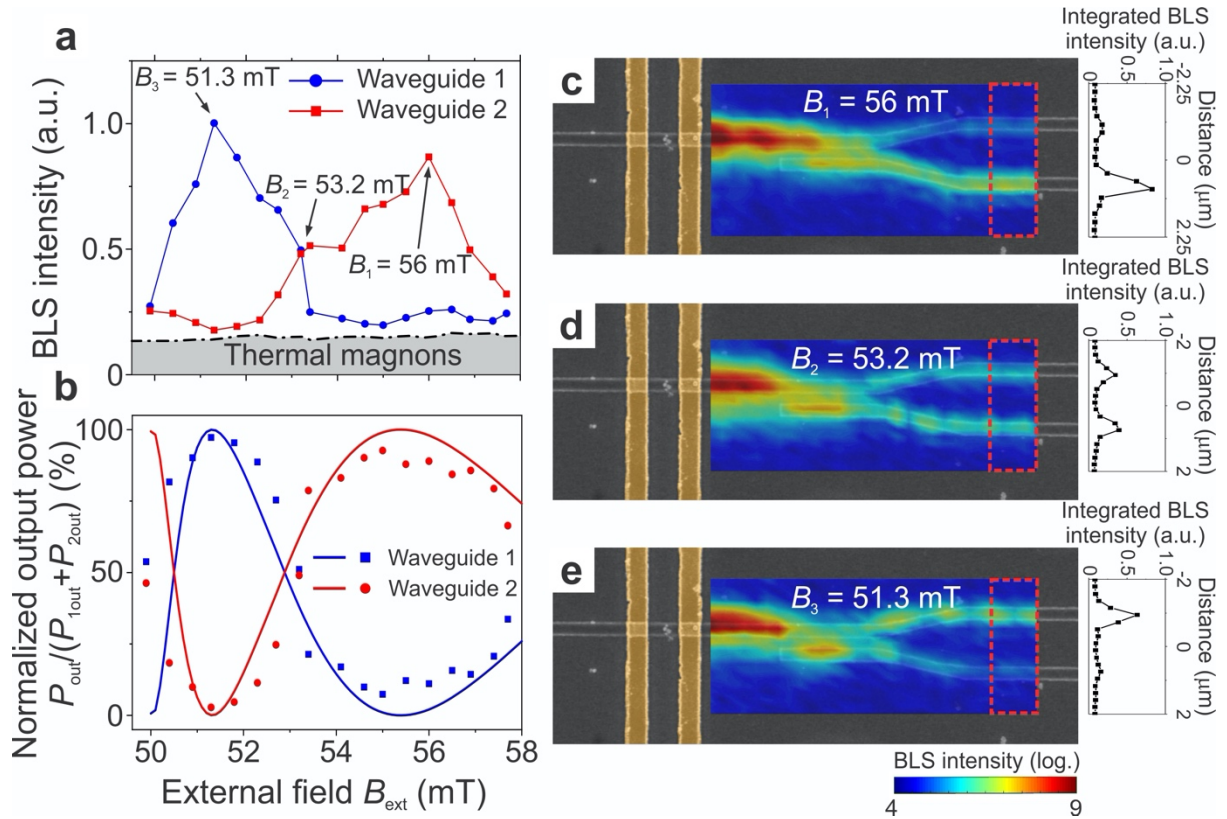 a
BLS intensity (a.u.)
1.0
0.5
0
B3 = 51.3 mT
Waveguide 1
Waveguide 2
B2 = 53.2 mT
B1 = 56 mT
Thermal magnons
b
Normalized output power
Pout/(P1out+P2out) (%)
100
50
0
Waveguide 1
Waveguide 2
50 52 54 56 58
External field Bext (mT)
c
B1 = 56 mT
Integrated BLS
intensity (a.u.)
0 0.5 1.0
-2.25 0 2.25
Distance (μm)
d
B2 = 53.2 mT
Integrated BLS
intensity (a.u.)
0 0.5 1.0
-2 0 2
Distance (μm)
e
B3 = 51.3 mT
Integrated BLS
intensity (a.u.)
0 0.5 1.0
-2 0 2
Distance (μm)
BLS intensity (log.)
4 9